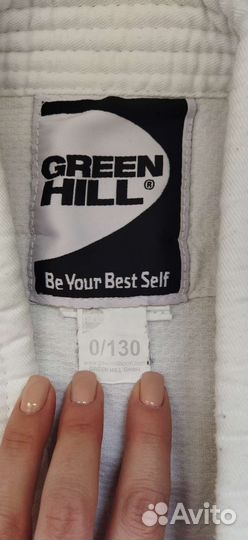 GREEN
HILL®
Be Your Best Self
0/130
GREEN HILL GmbH
Avito